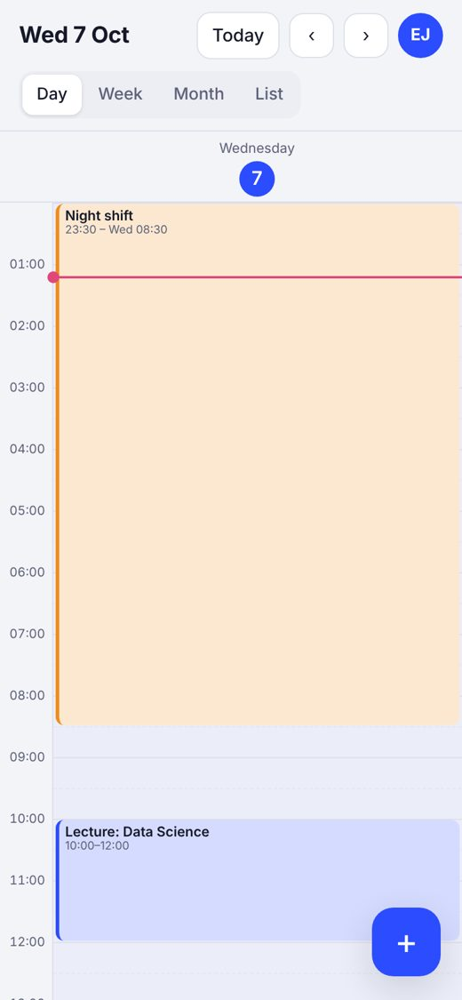 Wed 7 Oct
Today
‹
›
EJ
Day
Week
Month
List
Wednesday
7
Night shift
23:30 – Wed 08:30
01:00
02:00
03:00
04:00
05:00
06:00
07:00
08:00
09:00
10:00
Lecture: Data Science
10:00–12:00
11:00
12:00
+